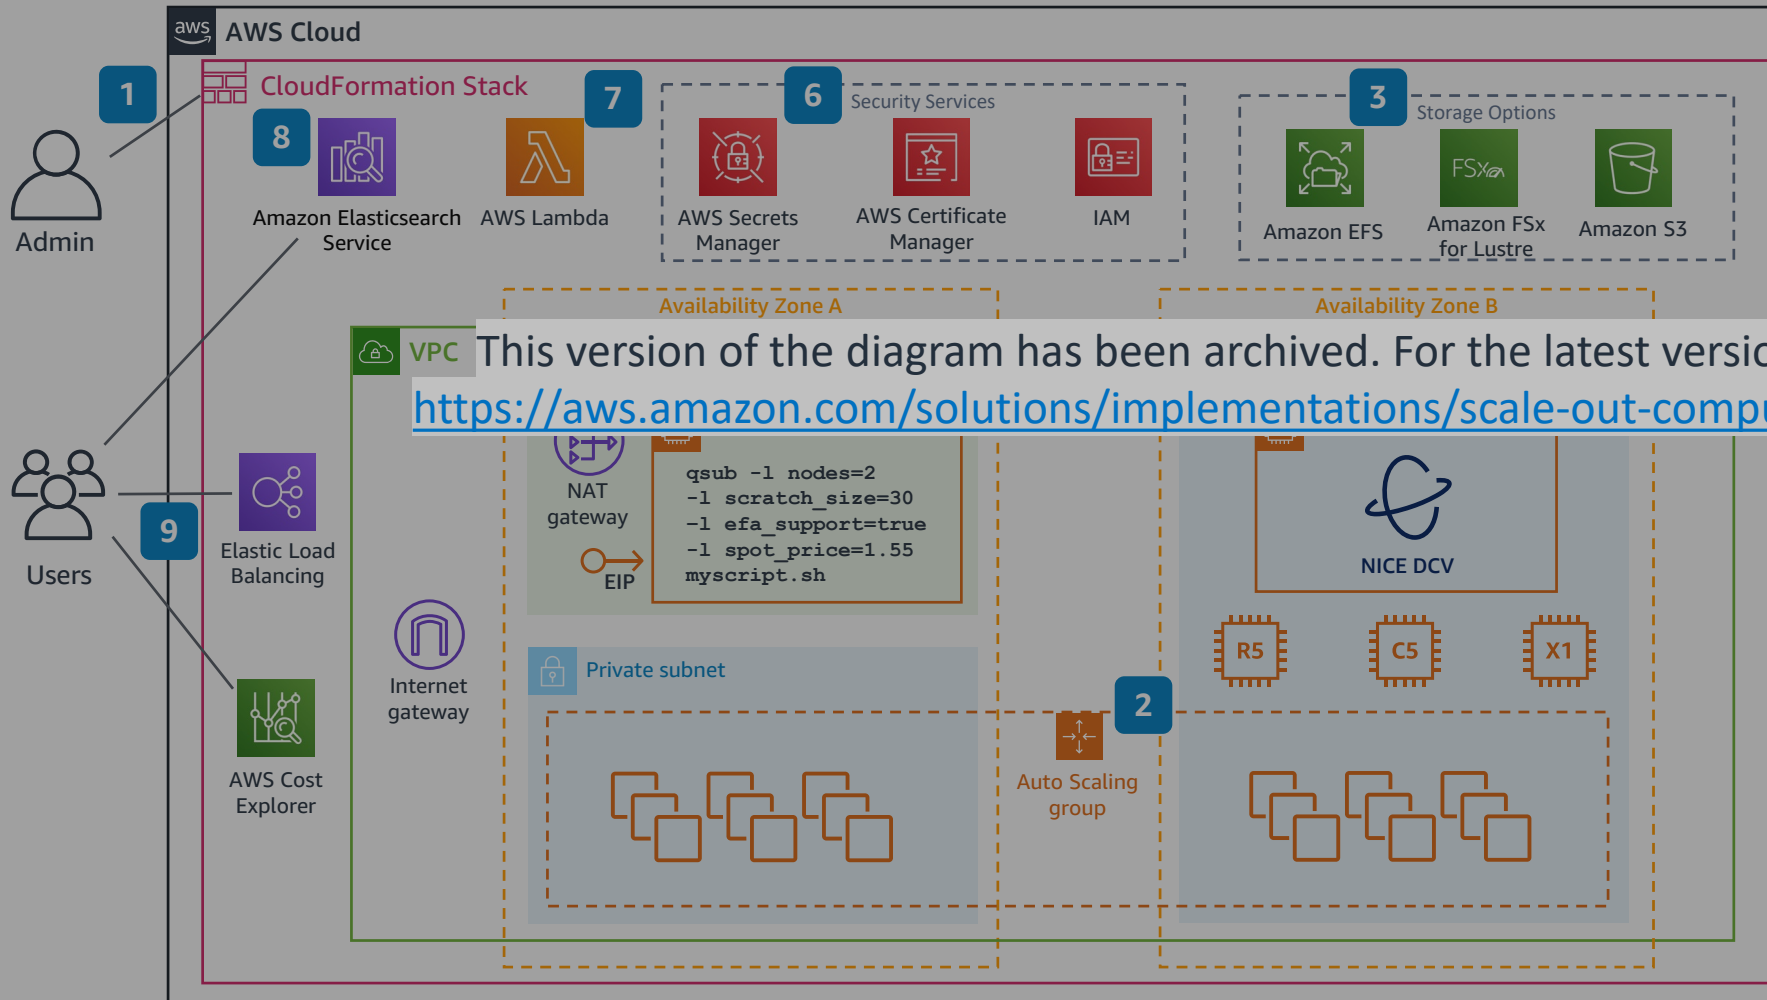 aws
AWS Cloud
1
CloudFormation Stack
7
6
Security Services
3
Storage Options
8
FSx
Admin
Amazon Elasticsearch
Service
AWS Lambda
AWS Secrets
Manager
AWS Certificate
Manager
IAM
Amazon EFS
Amazon FSx
for Lustre
Amazon S3
Availability Zone A
Availability Zone B
VPC
This version of the diagram has been archived. For the latest
https://aws.amazon.com/solutions/implementations/scale-out-compu
NAT
gateway
EIP
qsub -l nodes=2
-l scratch_size=30
-l efa_support=true
-l spot_price=1.55
myscript.sh
NICE DCV
9
Users
Elastic Load
Balancing
R5
C5
X1
Internet
gateway
Private subnet
2
Auto Scaling
group
AWS Cost
Explorer